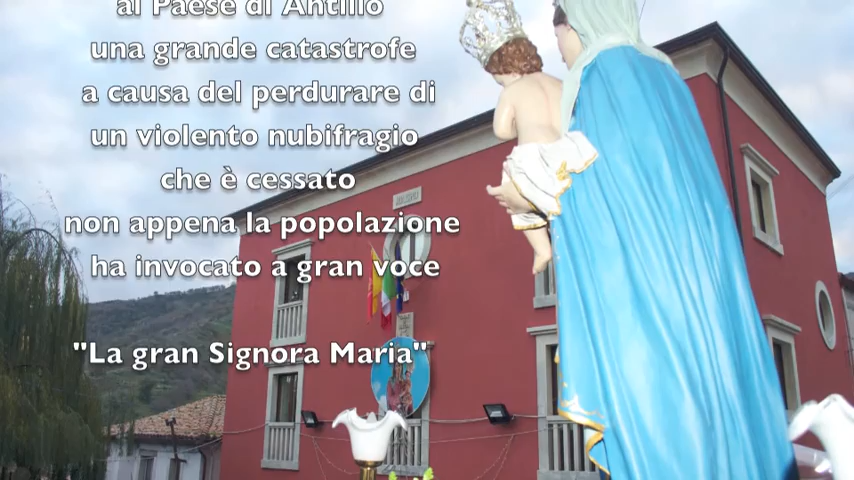 al Paese di Antillo
una grande catastrofe
a causa del perdurare di
un violento nubifragio
che è cessato
non appena la popolazione
ha invocato a gran voce
"La gran Signora Maria"